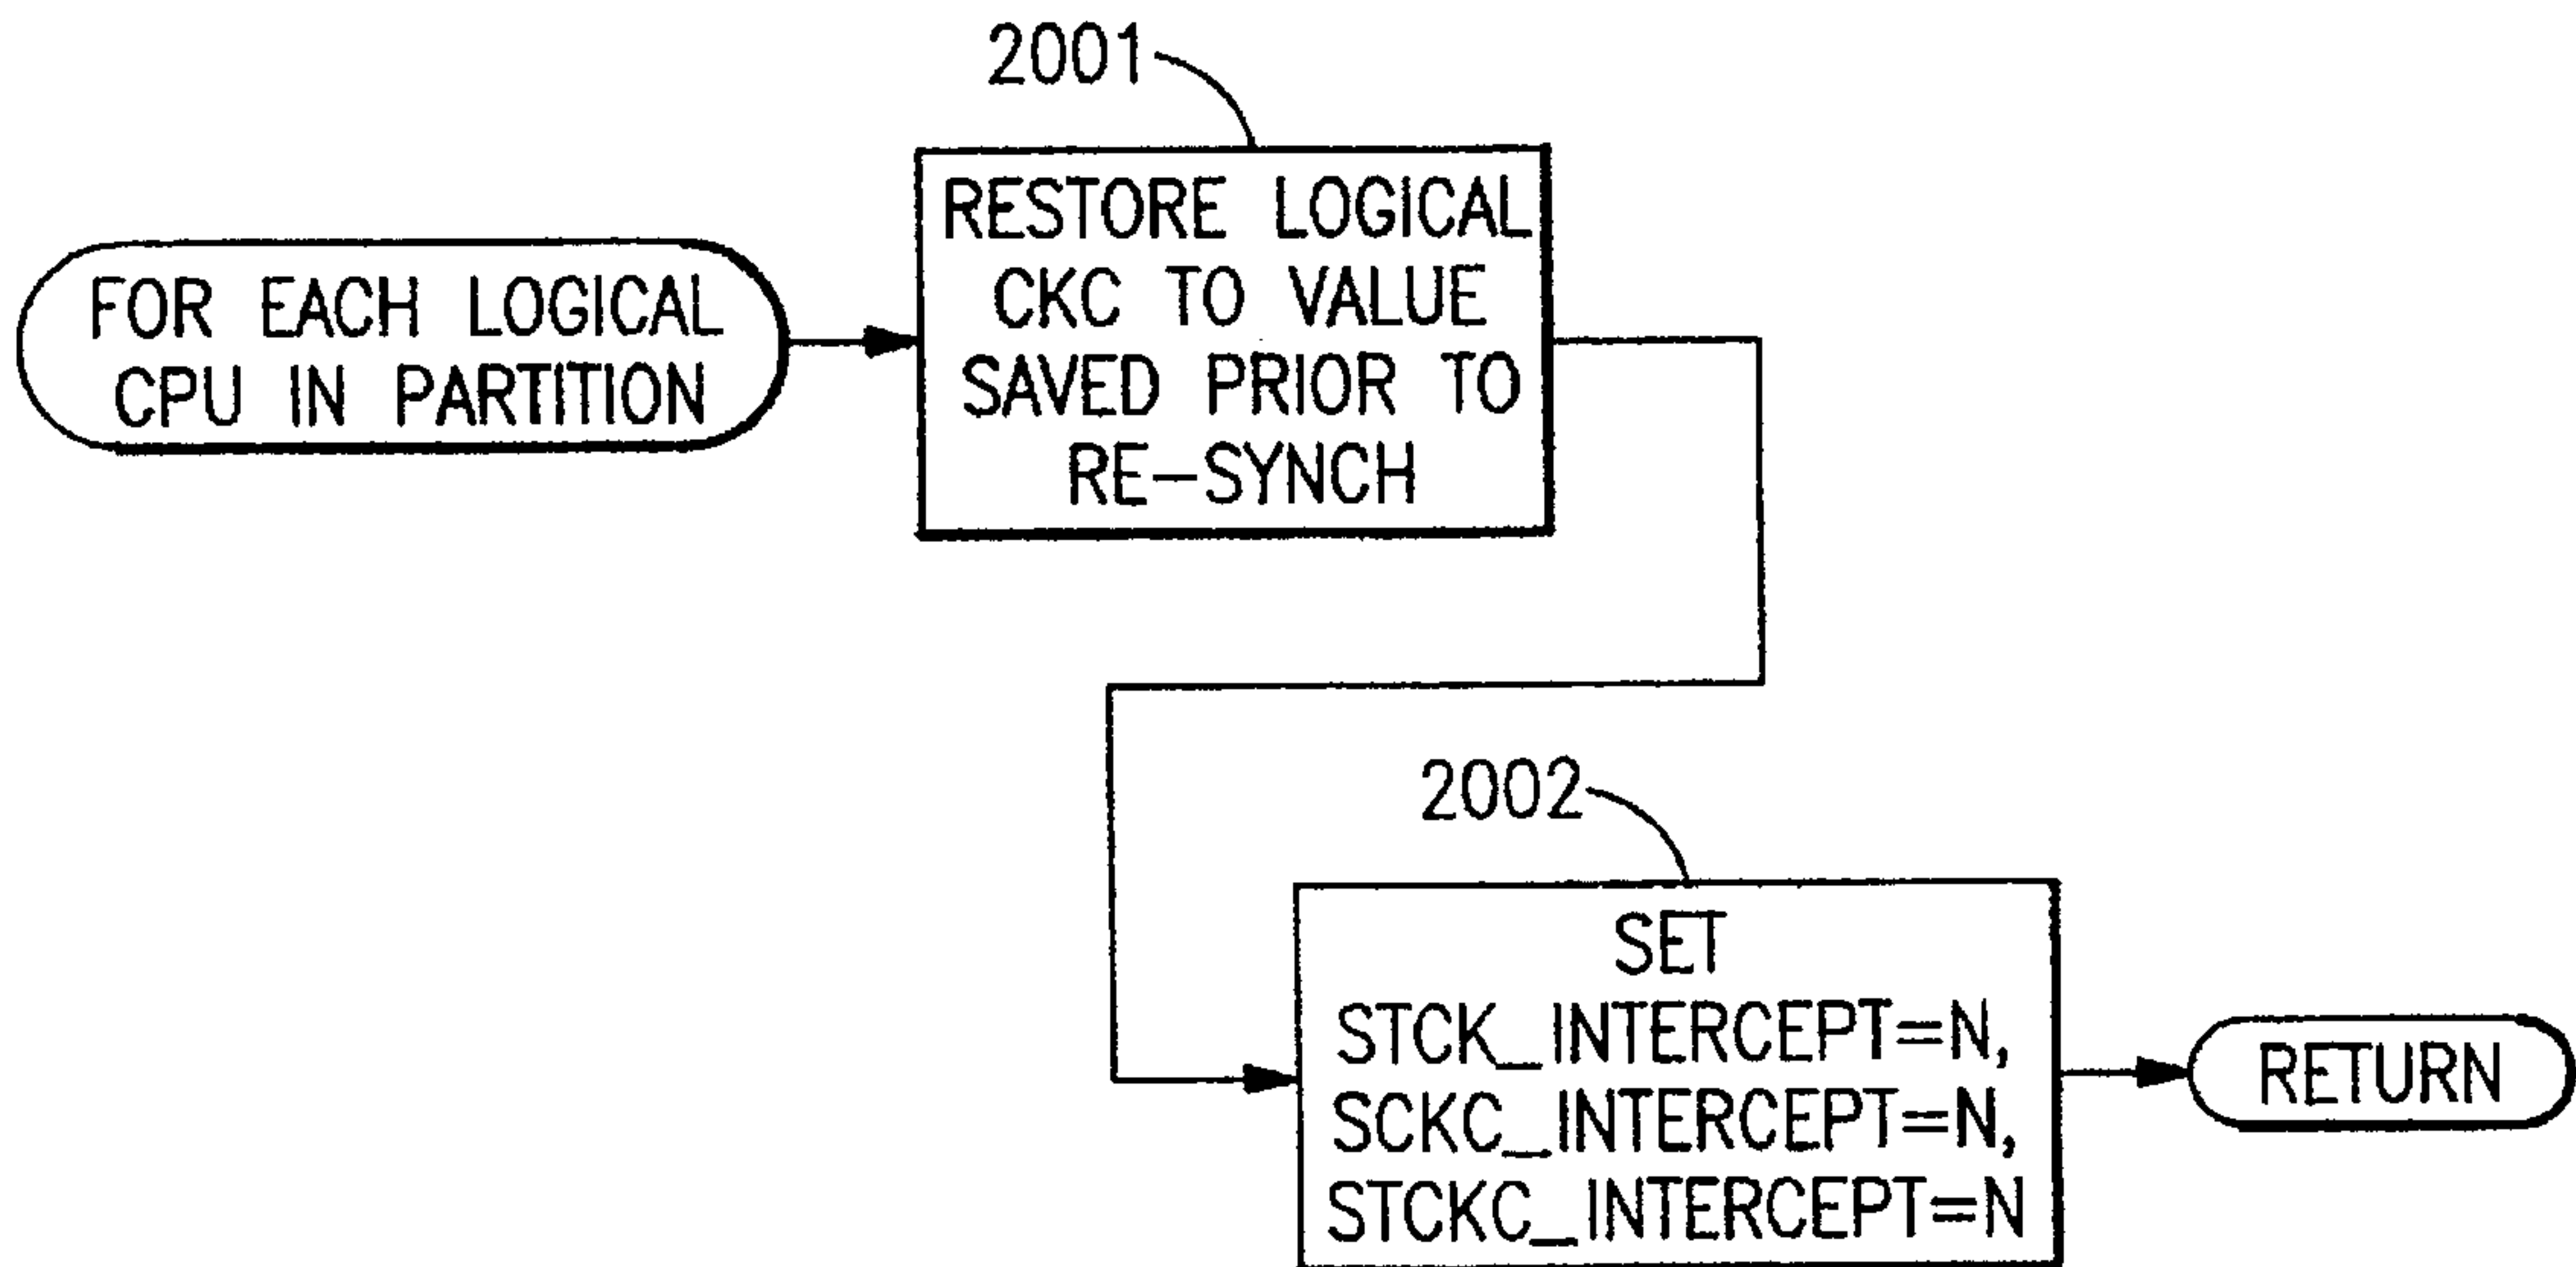 2001
FOR EACH LOGICAL
CPU IN PARTITION
RESTORE LOGICAL
CKC TO VALUE
SAVED PRIOR TO
RE-SYNCH
2002
SET
STCK_INTERCEPT=N,
SCKC_INTERCEPT=N,
STCKC_INTERCEPT=N
RETURN